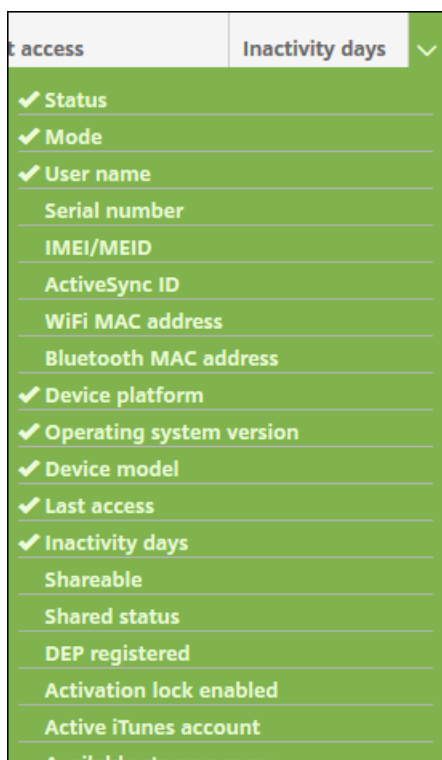 t access Inactivity days
Status
Mode
User name
Serial number
IMEI/MEID
ActiveSync ID
WiFi MAC address
Bluetooth MAC address
Device platform
Operating system version
Device model
Last access
Inactivity days
Shareable
Shared status
DEP registered
Activation lock enabled
Active iTunes account